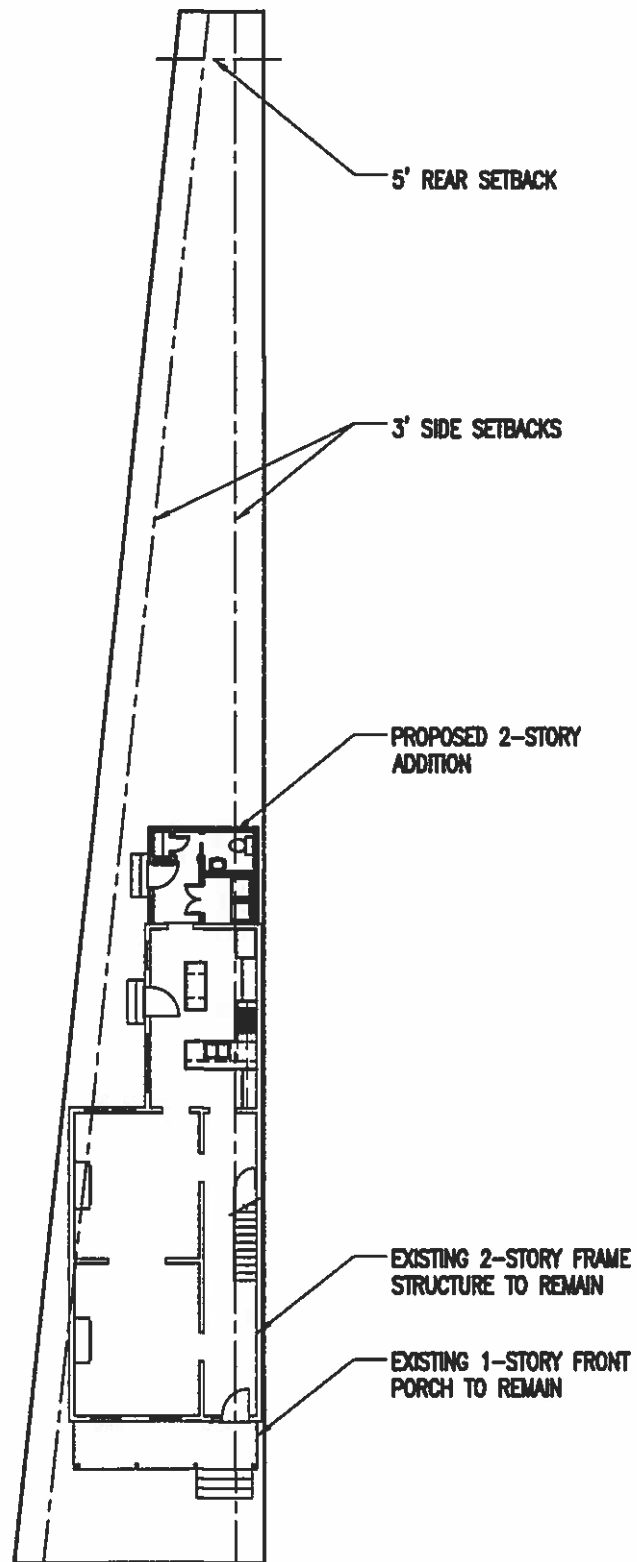 5' REAR SETBACK
3' SIDE SETBACKS
PROPOSED 2-STORY
ADDITION
EXISTING 2-STORY FRAME
STRUCTURE TO REMAIN
EXISTING 1-STORY FRONT
PORCH TO REMAIN